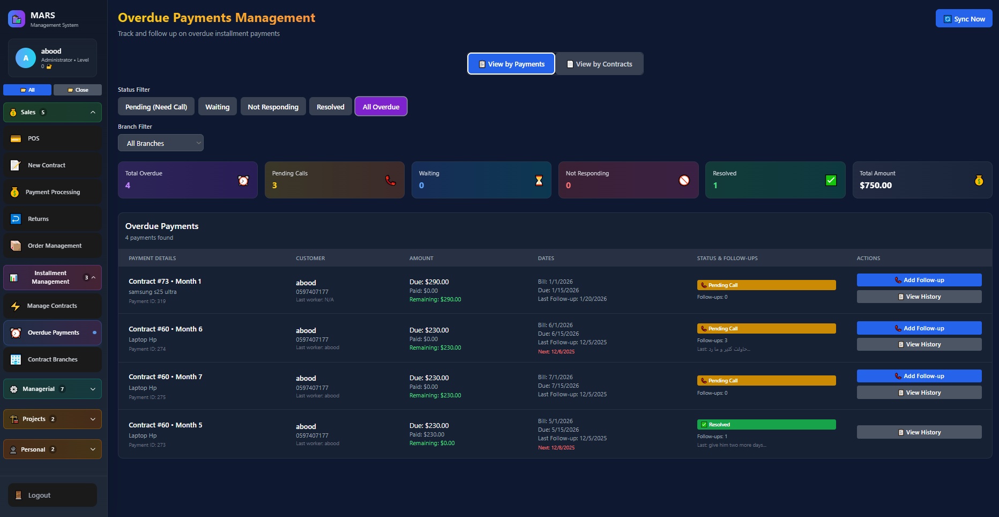 MARS
Management System
A
abood
Administrator • Level
0
All
Close
Sales 5
POS
New Contract
Payment Processing
Returns
Order Management
Installment
Management 3
Manage Contracts
Overdue Payments
Contract Branches
Managerial 7
Projects 2
Personal 2
Logout
Overdue Payments Management
Track and follow up on overdue installment payments
Sync Now
View by Payments
View by Contracts
Status Filter
Pending (Need Call)
Waiting
Not Responding
Resolved
All Overdue
Branch Filter
All Branches
Total Overdue
4
Pending Calls
3
Waiting
0
Not Responding
0
Resolved
1
Total Amount
$750.00
Overdue Payments
4 payments found
PAYMENT DETAILS
CUSTOMER
AMOUNT
DATES
STATUS & FOLLOW-UPS
ACTIONS
Contract #73 • Month 1
samsung s25 ultra
Payment ID: 319
abood
0597407177
Last worker: N/A
Due: $290.00
Paid: $0.00
Remaining: $290.00
Bill: 1/1/2026
Due: 1/15/2026
Last Follow-up: 1/20/2026
Pending Call
Follow-ups: 0
Add Follow-up
View History
Contract #60 • Month 6
Laptop Hp
Payment ID: 274
abood
0597407177
Last worker: abood
Due: $230.00
Paid: $0.00
Remaining: $230.00
Bill: 6/1/2026
Due: 6/15/2026
Last Follow-up: 12/5/2025
Next: 12/6/2025
Pending Call
Follow-ups: 3
Last: حاولت كتير و ما رد...
Add Follow-up
View History
Contract #60 • Month 7
Laptop Hp
Payment ID: 275
abood
0597407177
Last worker: abood
Due: $230.00
Paid: $0.00
Remaining: $230.00
Bill: 7/1/2026
Due: 7/15/2026
Last Follow-up: 12/5/2025
Pending Call
Follow-ups: 0
Add Follow-up
View History
Contract #60 • Month 5
Laptop Hp
Payment ID: 273
abood
0597407177
Last worker: abood
Due: $230.00
Paid: $230.00
Remaining: $0.00
Bill: 5/1/2026
Due: 5/15/2026
Last Follow-up: 12/5/2025
Next: 12/8/2025
Resolved
Follow-ups: 1
Last: give him two more days...
View History